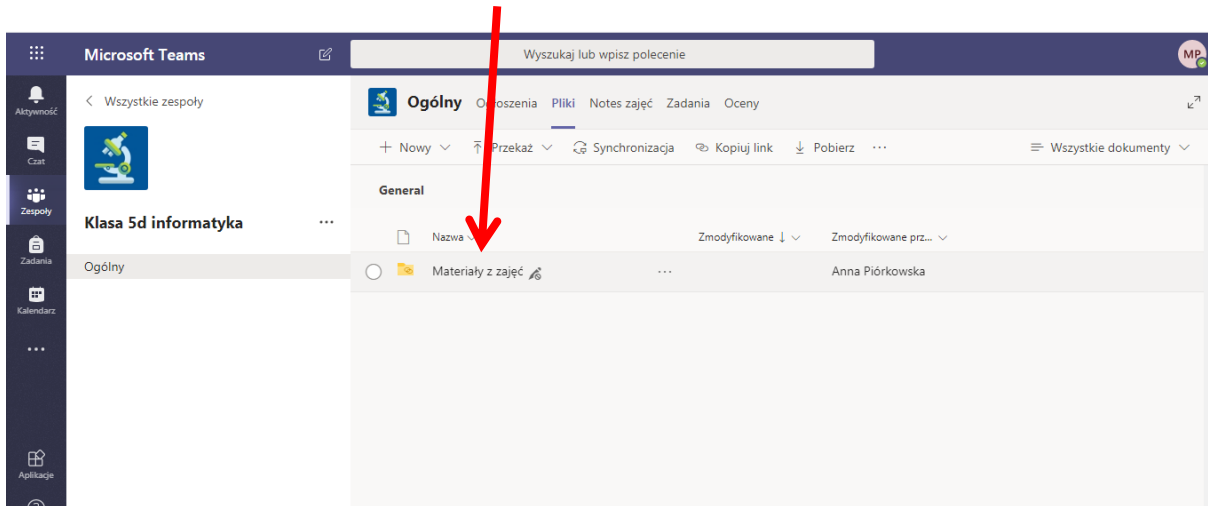 Microsoft Teams
Wyszukaj lub wpisz polecenie
MP
Aktywność
Czat
Zespoły
Zadania
Kalendarz
Aplikacje
Wszystkie zespoły
Klasa 5d informatyka
Ogólny
Ogólny Ogłoszenia Pliki Notes zajęć Zadania Oceny
Nowy Przekaż Synchronizacja Kopiuj link Pobierz Wszystkie dokumenty
General
Nazwa Zmodyfikowane Zmodyfikowane prz...
Materiały z zajęć Anna Piórkowska